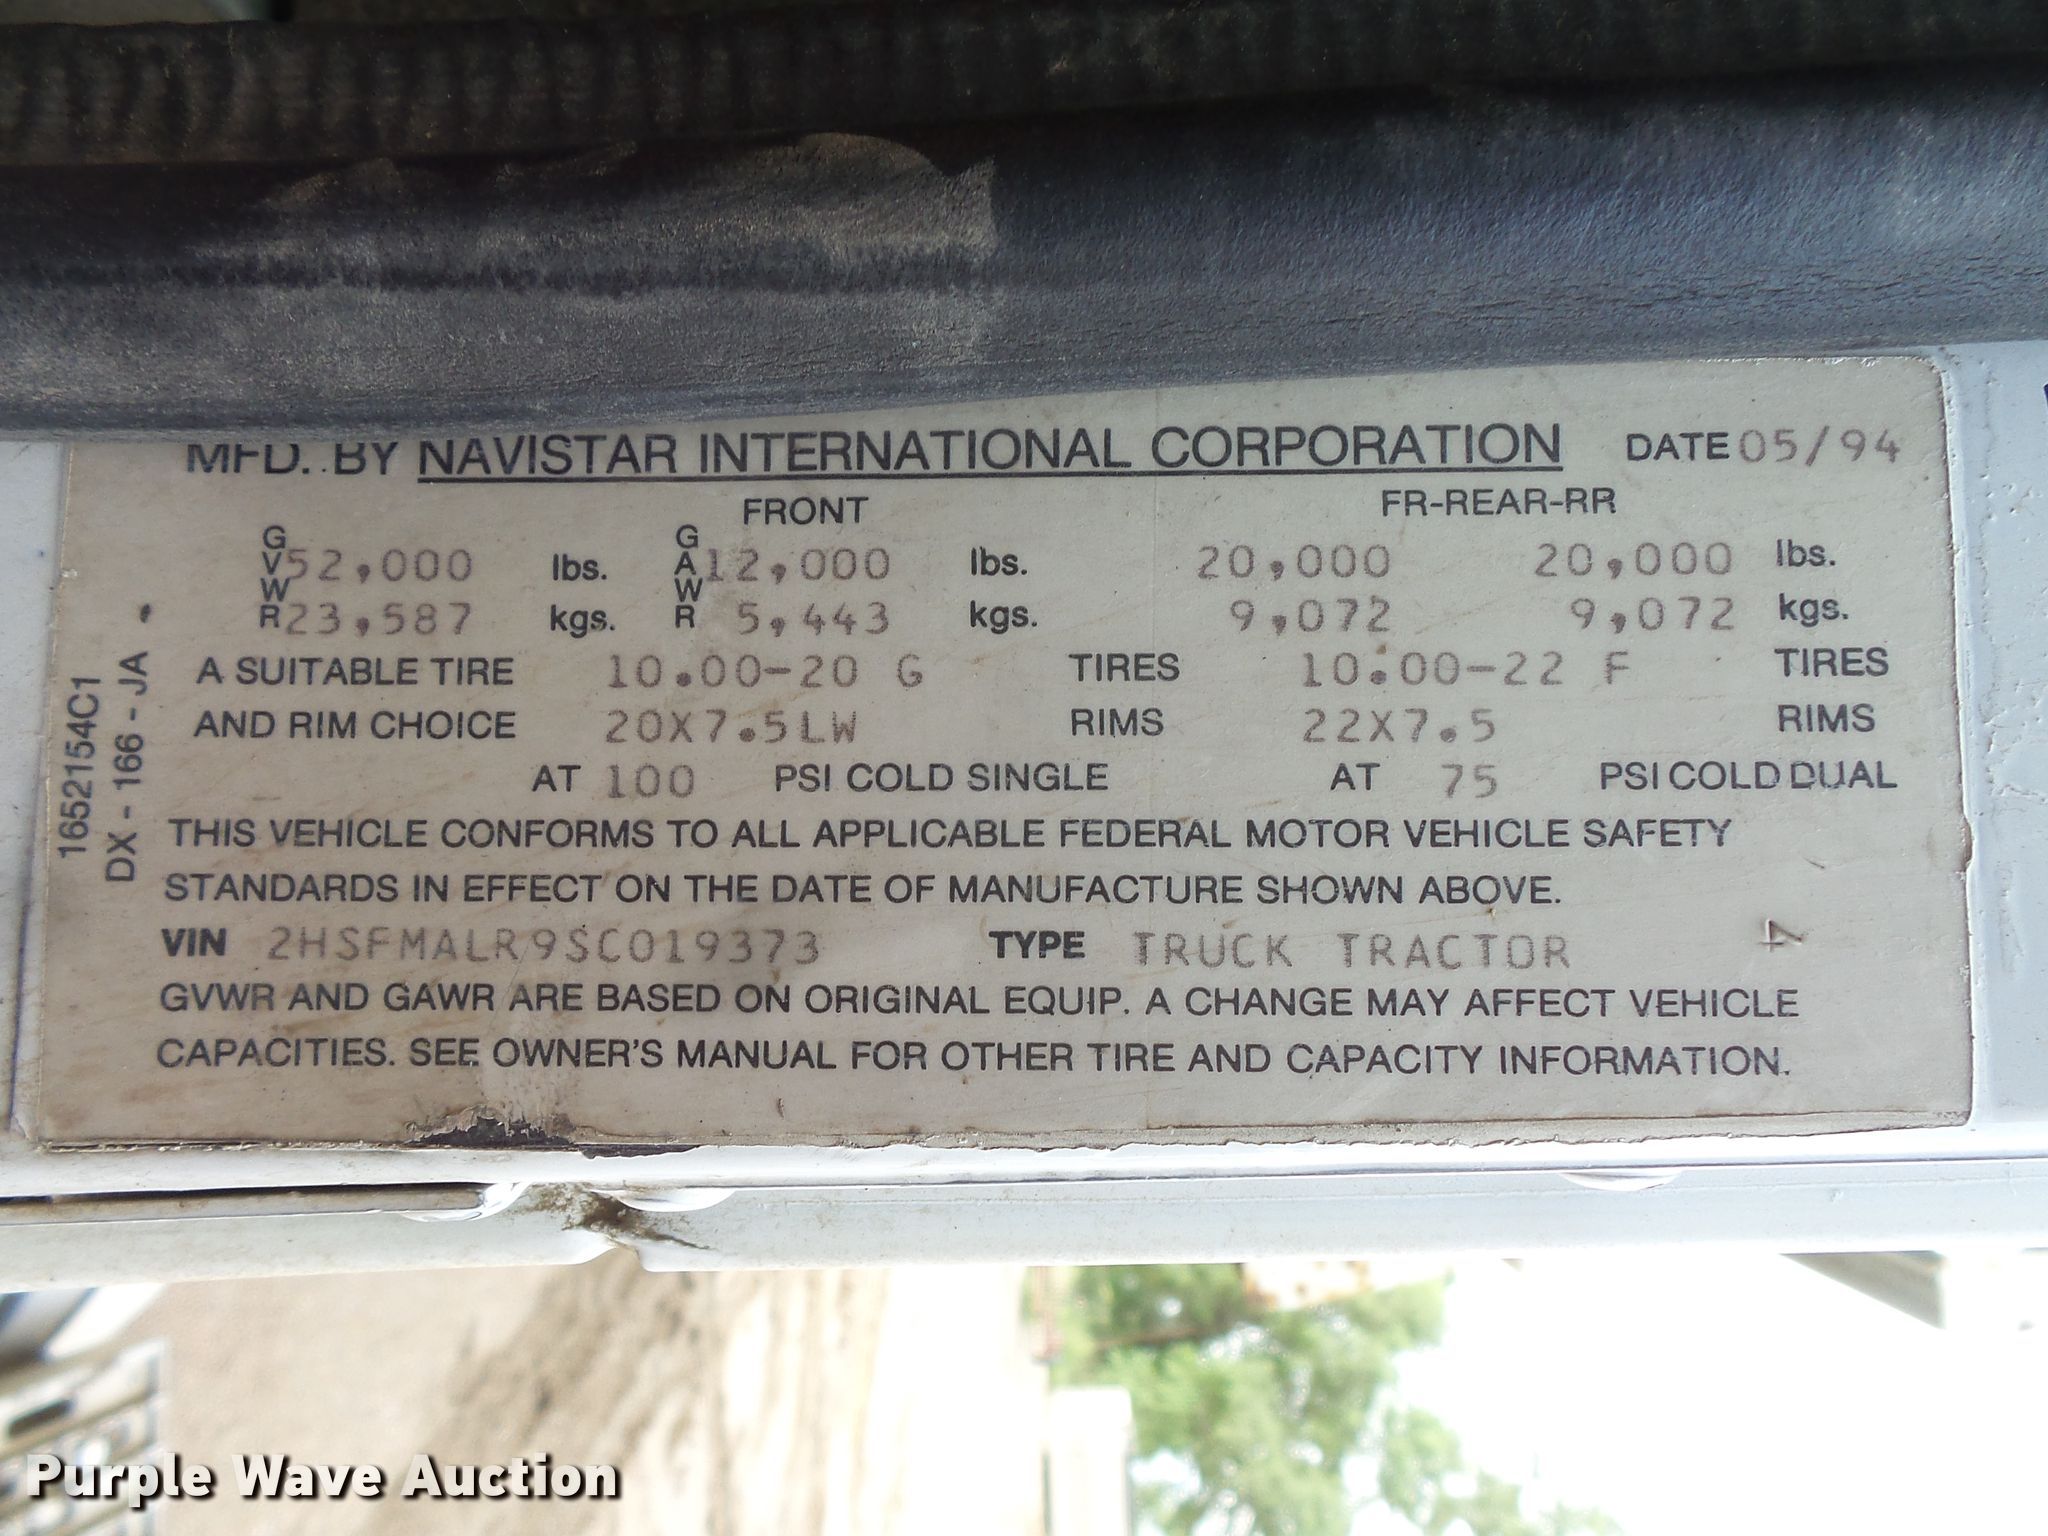 MFD. BY NAVISTAR INTERNATIONAL CORPORATION DATE 05/94
FRONT FR-REAR-RR
GVWR 52,000 lbs. GAWR 12,000 lbs. 20,000 20,000 lbs.
23,587 kgs. 5,443 kgs. 9,072 9,072 kgs.
A SUITABLE TIRE 10.00-20 G TIRES 10.00-22 F TIRES
AND RIM CHOICE 20X7.5LW RIMS 22X7.5 RIMS
AT 100 PSI COLD SINGLE AT 75 PSI COLD DUAL
THIS VEHICLE CONFORMS TO ALL APPLICABLE FEDERAL MOTOR VEHICLE SAFETY
STANDARDS IN EFFECT ON THE DATE OF MANUFACTURE SHOWN ABOVE.
VIN 2HSFMALR9SC019373 TYPE TRUCK TRACTOR 4
GVWR AND GAWR ARE BASED ON ORIGINAL EQUIP. A CHANGE MAY AFFECT VEHICLE
CAPACITIES. SEE OWNER'S MANUAL FOR OTHER TIRE AND CAPACITY INFORMATION.
1652154C1
DX - 166 - JA
Purple Wave Auction